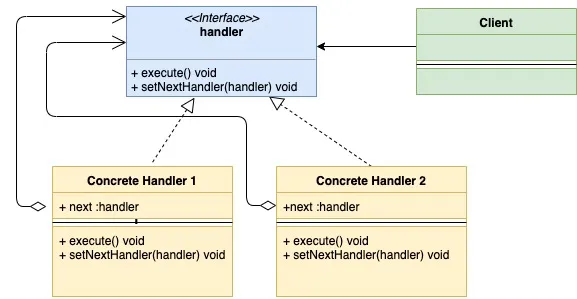 <<Interface>>
handler
+ execute() void
+ setNextHandler(handler) void
Client
Concrete Handler 1
+ next :handler
+ execute() void
+ setNextHandler(handler) void
Concrete Handler 2
+next :handler
+ execute() void
+ setNextHandler(handler) void